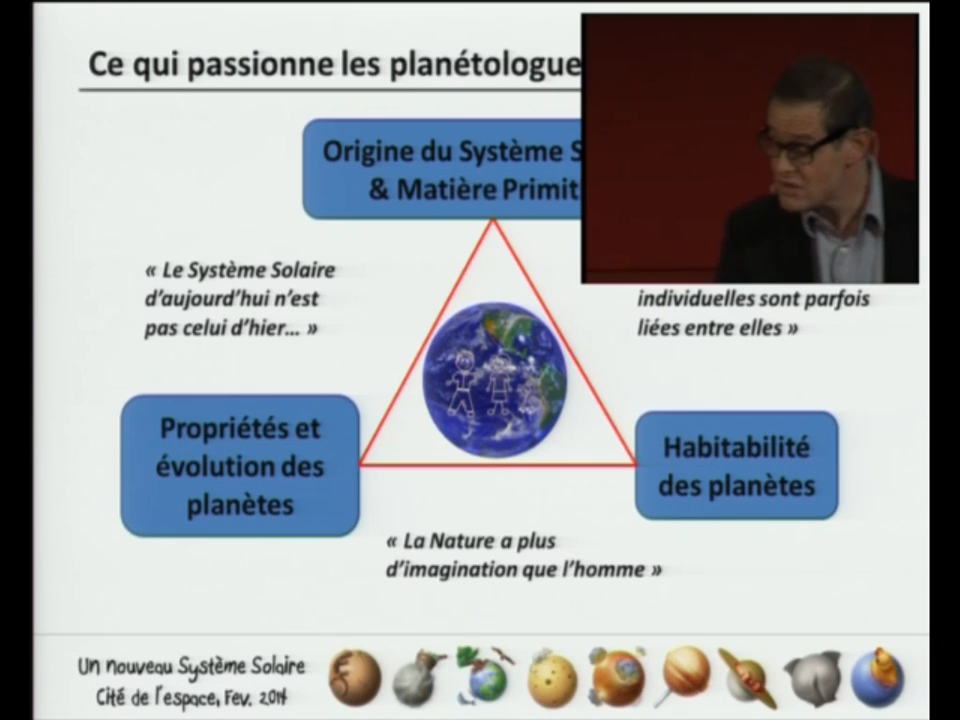 Ce qui passionne les planétologue
Origine du Système S
& Matière Primit
« Le Système Solaire
d'aujourd'hui n'est
pas celui d'hier... »
individuelles sont parfois
liées entre elles »
Propriétés et
évolution des
planètes
Habitabilité
des planètes
« La Nature a plus
d'imagination que l'homme »
Un nouveau Système Solaire
Cité de l'espace, Fev. 2014